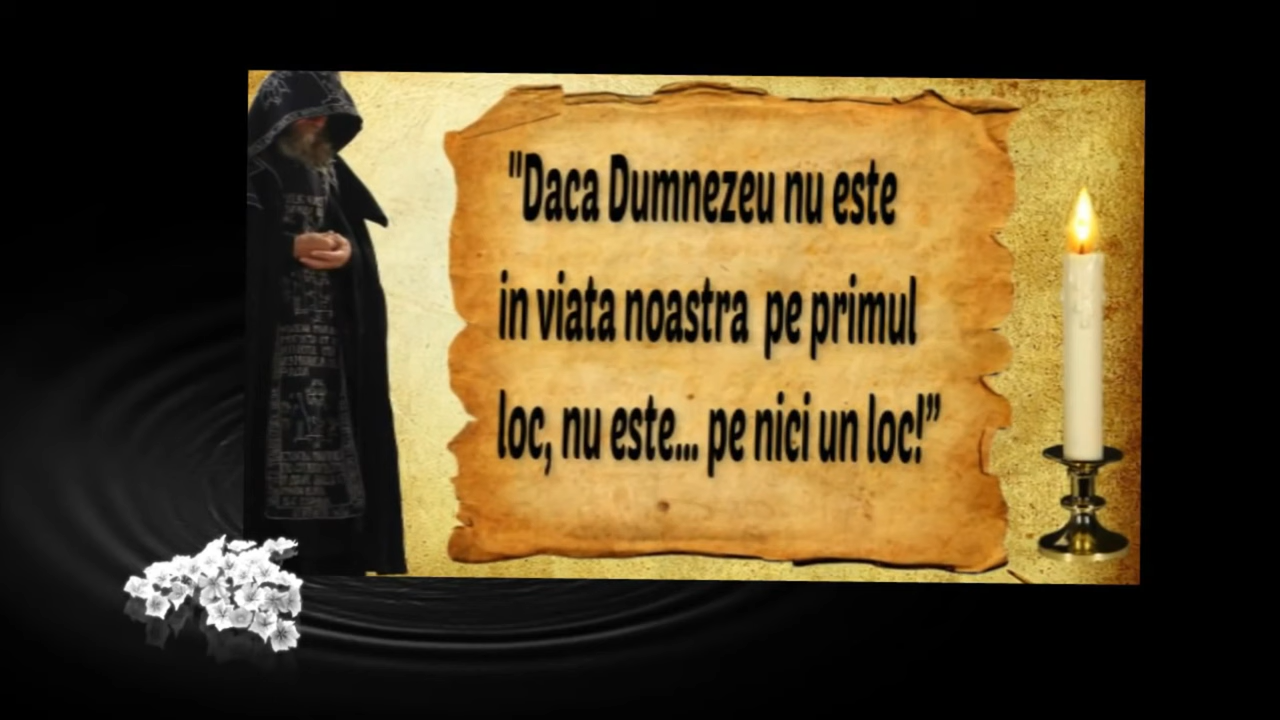 "Daca Dumnezeu nu este
in viata noastra pe primul
loc, nu este... pe nici un loc!”